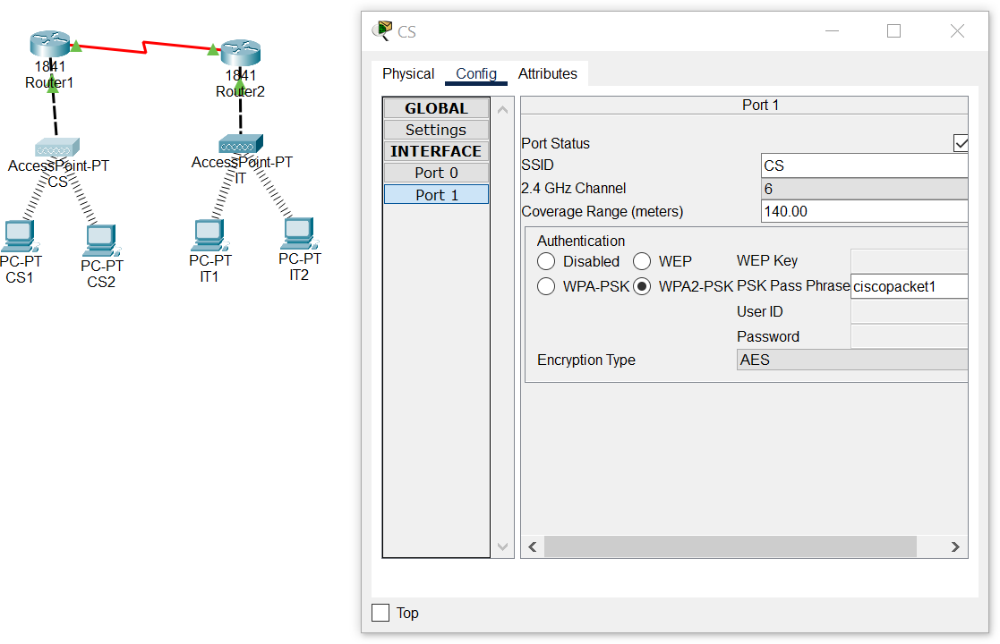 1841
Router1
1841
Router2
AccessPoint-PT
CS
AccessPoint-PT
IT
PC-PT
CS1
PC-PT
CS2
PC-PT
IT1
PC-PT
IT2
CS
Physical Config Attributes
GLOBAL
Settings
INTERFACE
Port 0
Port 1
Port 1
Port Status
SSID CS
2.4 GHz Channel 6
Coverage Range (meters) 140.00
Authentication
Disabled WEP WEP Key
WPA-PSK WPA2-PSK PSK Pass Phrase ciscopacket1
User ID
Password
Encryption Type AES
Top